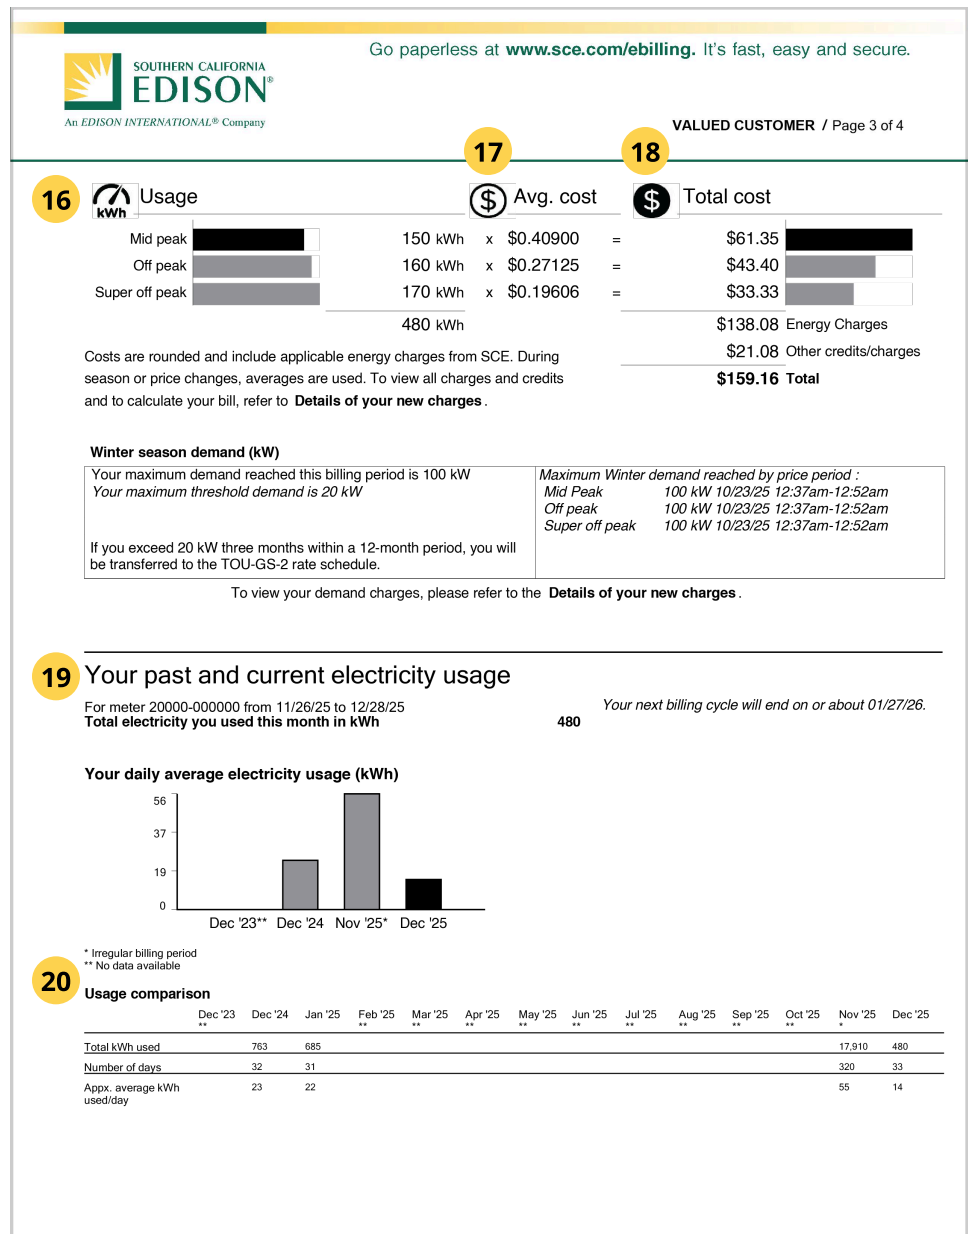 Go paperless at www.sce.com/ebilling. It's fast, easy and secure.
SOUTHERN CALIFORNIA
EDISON®
An EDISON INTERNATIONAL® Company
VALUED CUSTOMER / Page 3 of 4
17
18
16
kWh
Usage
$ Avg. cost
$ Total cost
Mid peak 150 kWh x $0.40900 = $61.35
Off peak 160 kWh x $0.27125 = $43.40
Super off peak 170 kWh x $0.19606 = $33.33
480 kWh $138.08 Energy Charges
$21.08 Other credits/charges
$159.16 Total
Costs are rounded and include applicable energy charges from SCE. During
season or price changes, averages are used. To view all charges and credits
and to calculate your bill, refer to Details of your new charges .
Winter season demand (kW)
Your maximum demand reached this billing period is 100 kW
Your maximum threshold demand is 20 kW
If you exceed 20 kW three months within a 12-month period, you will
be transferred to the TOU-GS-2 rate schedule.
Maximum Winter demand reached by price period :
Mid Peak 100 kW 10/23/25 12:37am-12:52am
Off peak 100 kW 10/23/25 12:37am-12:52am
Super off peak 100 kW 10/23/25 12:37am-12:52am
To view your demand charges, please refer to the Details of your new charges .
19
Your past and current electricity usage
For meter 20000-000000 from 11/26/25 to 12/28/25
Total electricity you used this month in kWh 480
Your next billing cycle will end on or about 01/27/26.
Your daily average electricity usage (kWh)
56
37
19
0
Dec '23** Dec '24 Nov '25* Dec '25
* Irregular billing period
** No data available
20
Usage comparison
Dec '23 Dec '24 Jan '25 Feb '25 Mar '25 Apr '25 May '25 Jun '25 Jul '25 Aug '25 Sep '25 Oct '25 Nov '25 Dec '25
** ** ** ** ** ** ** ** ** ** *
Total kWh used 763 685 17,910 480
Number of days 32 31 320 33
Appx. average kWh 23 22 55 14
used/day